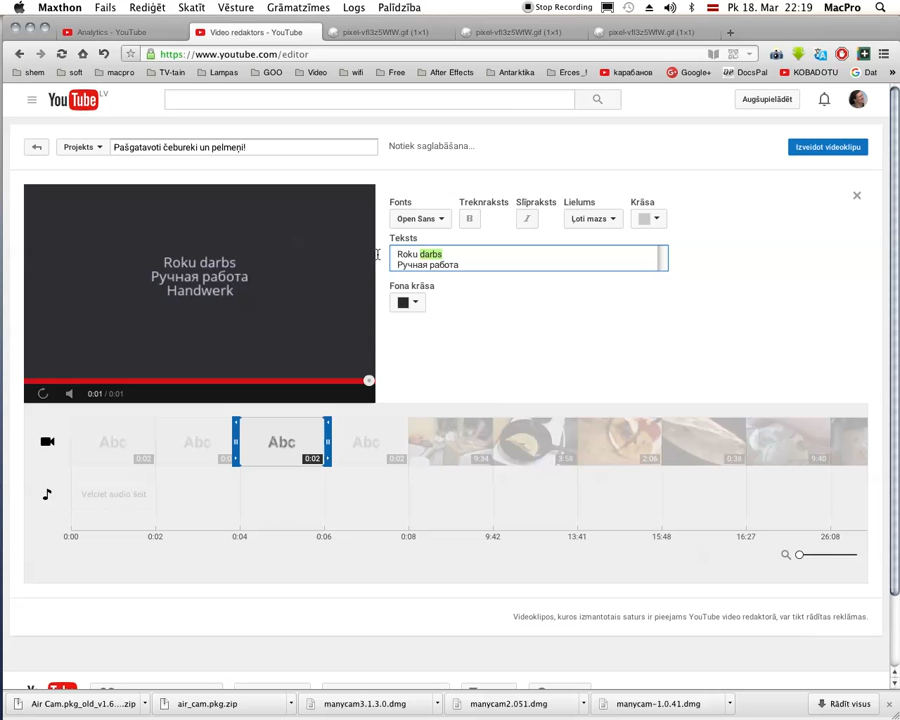 Maxthon Fails Rediģēt Skatīt Vēsture Grāmatzīmes Logs Palīdzība Stop Recording Pk 18. Mar 22:19 MacPro
Analytics - YouTube Video redaktors - YouTube pixel-vfl3z5WfW.gif (1×1) pixel-vfl3z5WfW.gif (1×1) pixel-vfl3z5WfW.gif (1×1)
https://www.youtube.com/editor
shem soft macpro TV-tain Lampas GOO Video wifi Free After Effects Antarktika Erces_! карабанов Google+ DocsPal KOBADOTU Dat
YouTube LV Augšupielādēt
Projekts Pašgatavoti čebureki un pelmeņi! Notiek saglabāšana... Izveidot videoklipu
Fonts Treknraksts Slīpraksts Lielums Krāsa
Open Sans B I Ļoti mazs
Teksts
Roku darbs
Ручная работа
Fona krāsa
Roku darbs
Ручная работа
Handwerk
0:01 / 0:01
Abc Abc Abc Abc
0:02 0:02 0:02 9:34 3:58 2:06 0:38 9:40
Velciet audio šeit
0:00 0:02 0:04 0:06 0:08 9:42 13:41 15:48 16:27 26:08
Videoklipos, kuros izmantotais saturs ir pieejams YouTube video redaktorā, var tikt rādītas reklāmas.
Air Cam.pkg_old_v1.6....zip air_cam.pkg.zip manycam3.1.3.0.dmg manycam2.051.dmg manycam-1.0.41.dmg Rādīt visus